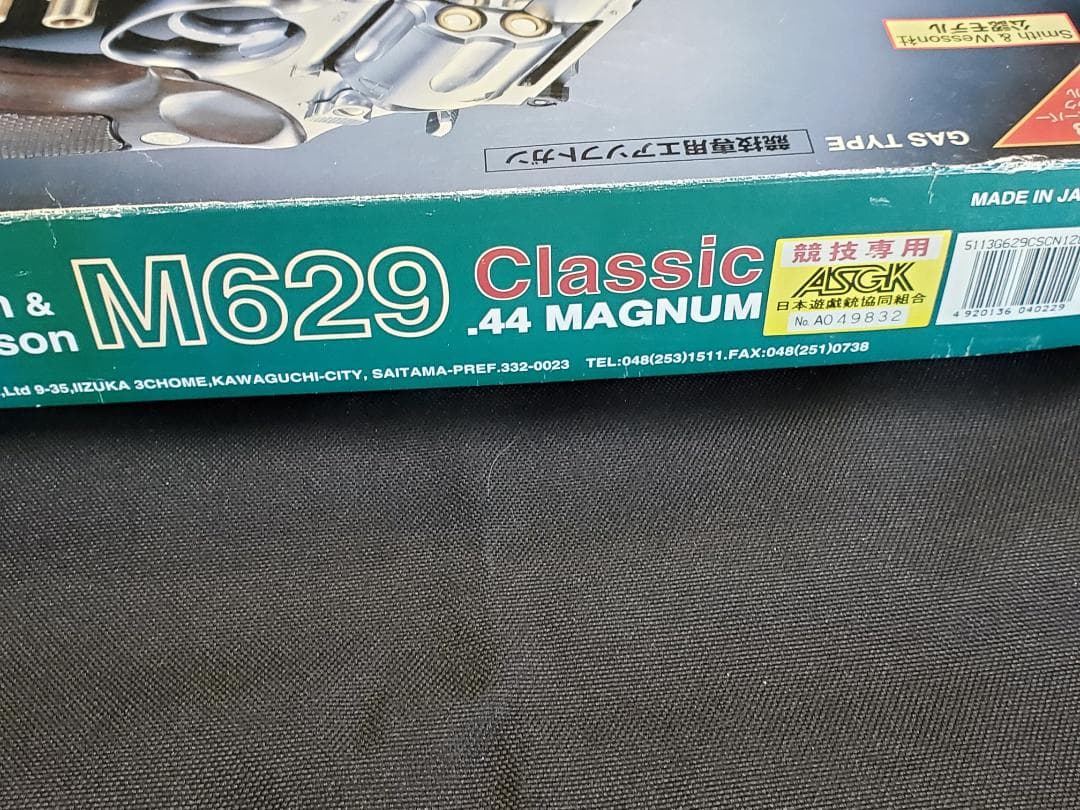 Smith & Wesson社
公認モデル
GAS TYPE
競技専用エアソフトガン
MADE IN JA
n &
son
M629
Classic
.44 MAGNUM
競技専用
ASGK
日本遊戯銃協同組合
No. A049832
5113G629CSCN12
4 920136 040229
,Ltd 9-35,IIZUKA 3CHOME,KAWAGUCHI-CITY, SAITAMA-PREF.332-0023 TEL:048(253)1511.FAX:048(251)0738